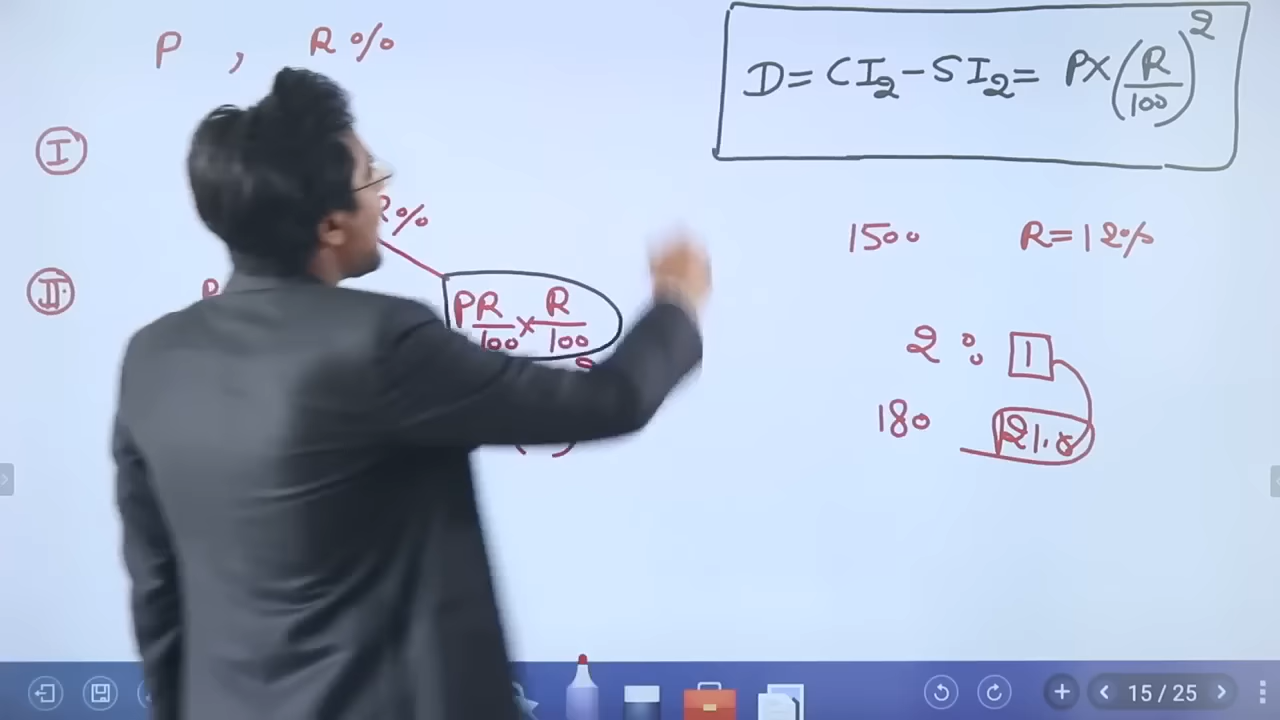 P , R%
D = CI₂ - SI₂ = P×(R/100)²
I
R%
1500 R=12%
II
PR/100 × R/100
2 : 1
180 21.6
15 / 25